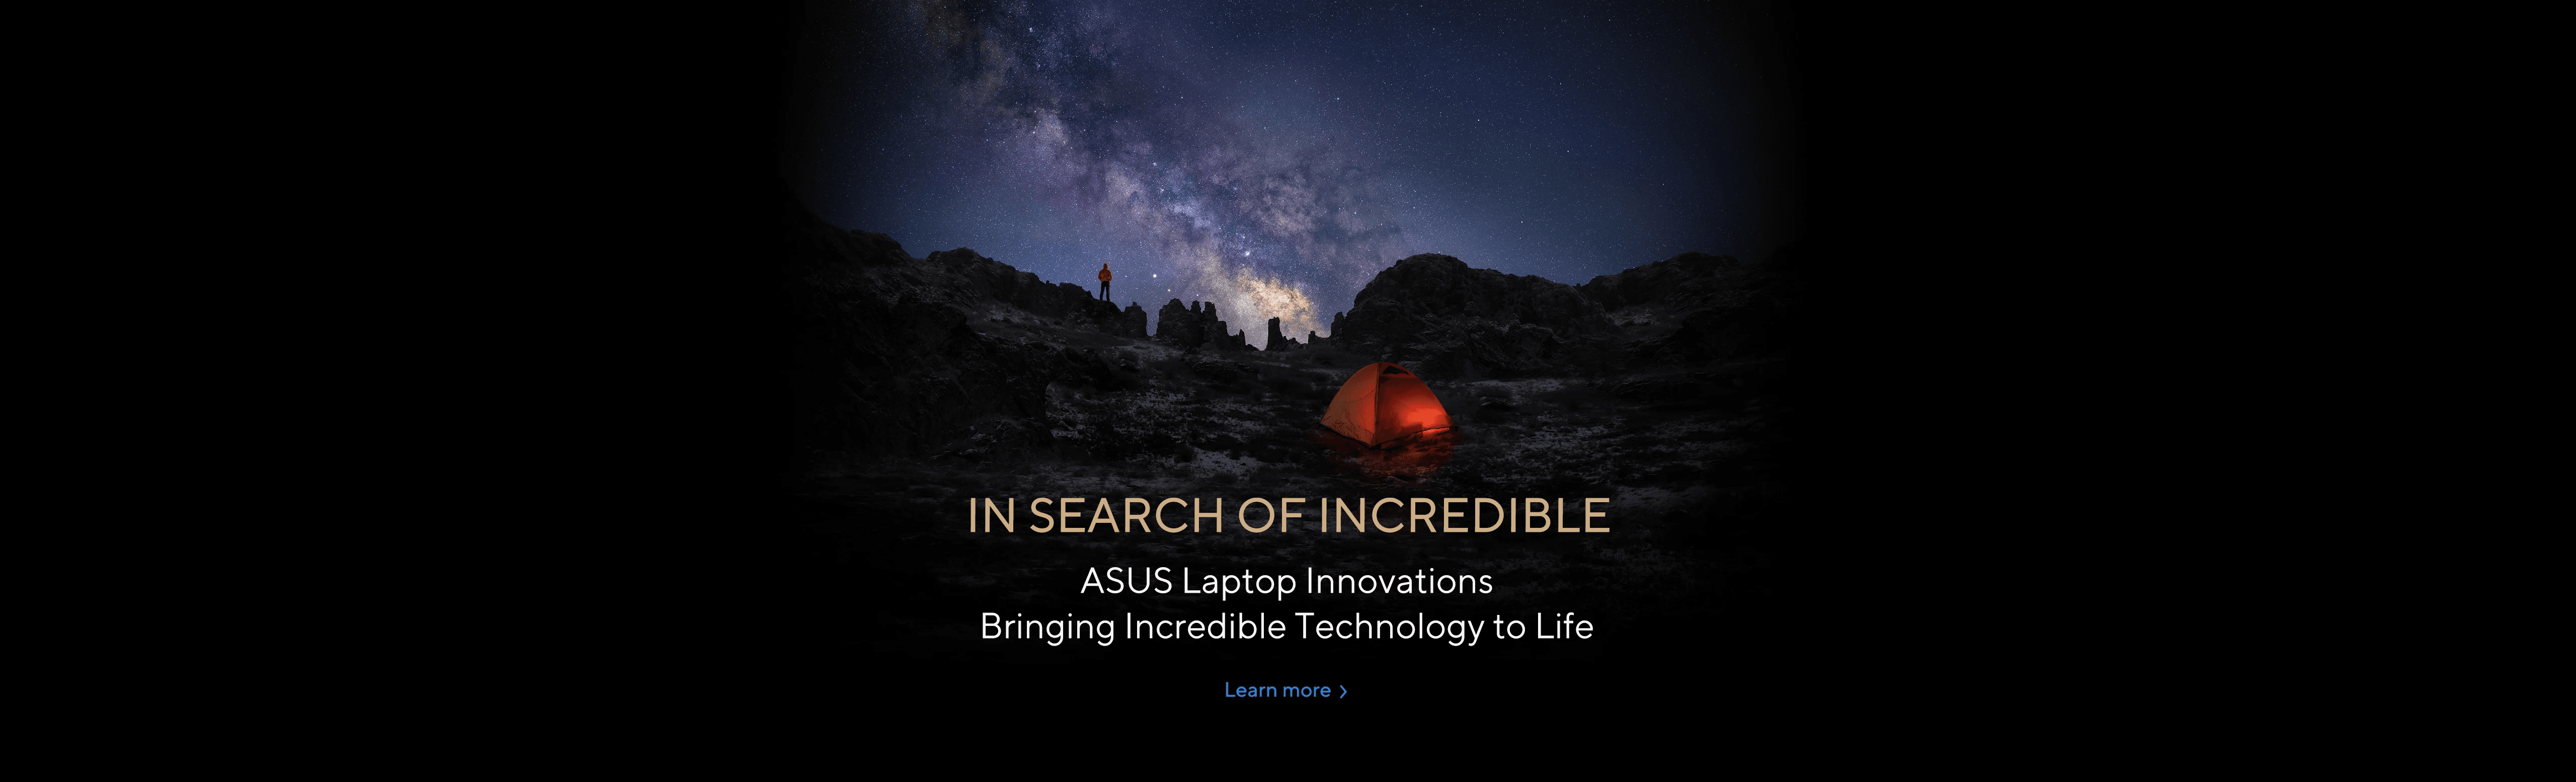 IN SEARCH OF INCREDIBLE
ASUS Laptop Innovations
Bringing Incredible Technology to Life
Learn more >